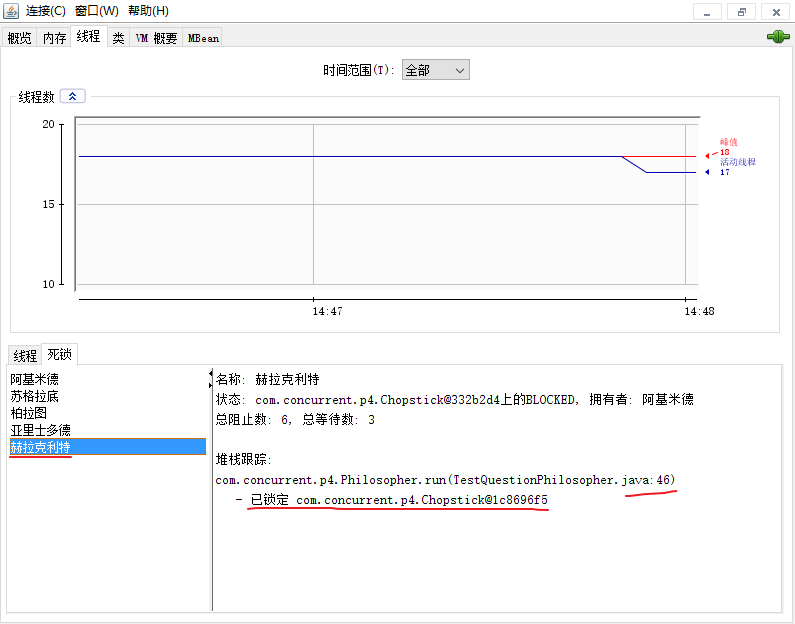 连接(C) 窗口(W) 帮助(H)
概览 内存 线程 类 VM 概要 MBean
时间范围(T): 全部
线程数
20
15
10
峰值
18
活动线程
17
14:47 14:48
线程 死锁
阿基米德
苏格拉底
柏拉图
亚里士多德
赫拉克利特
名称: 赫拉克利特
状态: com.concurrent.p4.Chopstick@332b2d4上的BLOCKED, 拥有者: 阿基米德
总阻止数: 6, 总等待数: 3
堆栈跟踪:
com.concurrent.p4.Philosopher.run(TestQuestionPhilosopher.java:46)
- 已锁定 com.concurrent.p4.Chopstick@1c8696f5